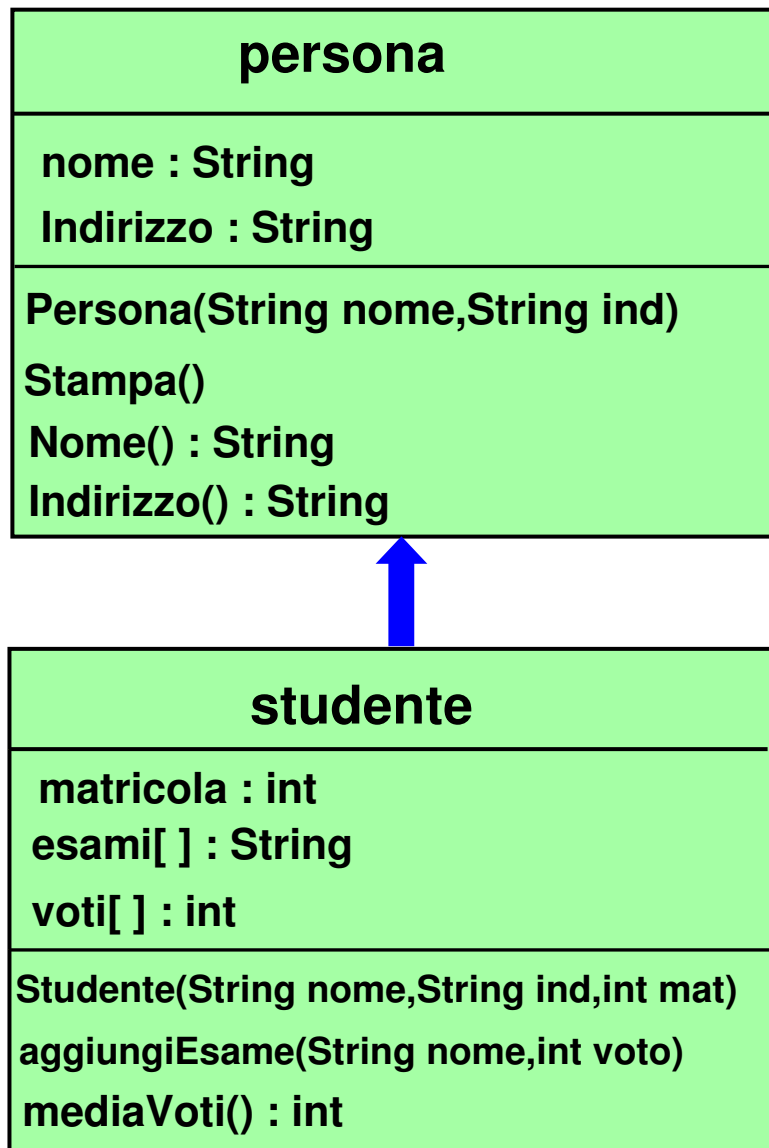 persona
nome : String
Indirizzo : String
Persona(String nome,String ind)
Stampa()
Nome() : String
Indirizzo() : String
studente
matricola : int
esami[ ] : String
voti[ ] : int
Studente(String nome,String ind,int mat)
aggiungiEsame(String nome,int voto)
mediaVoti() : int